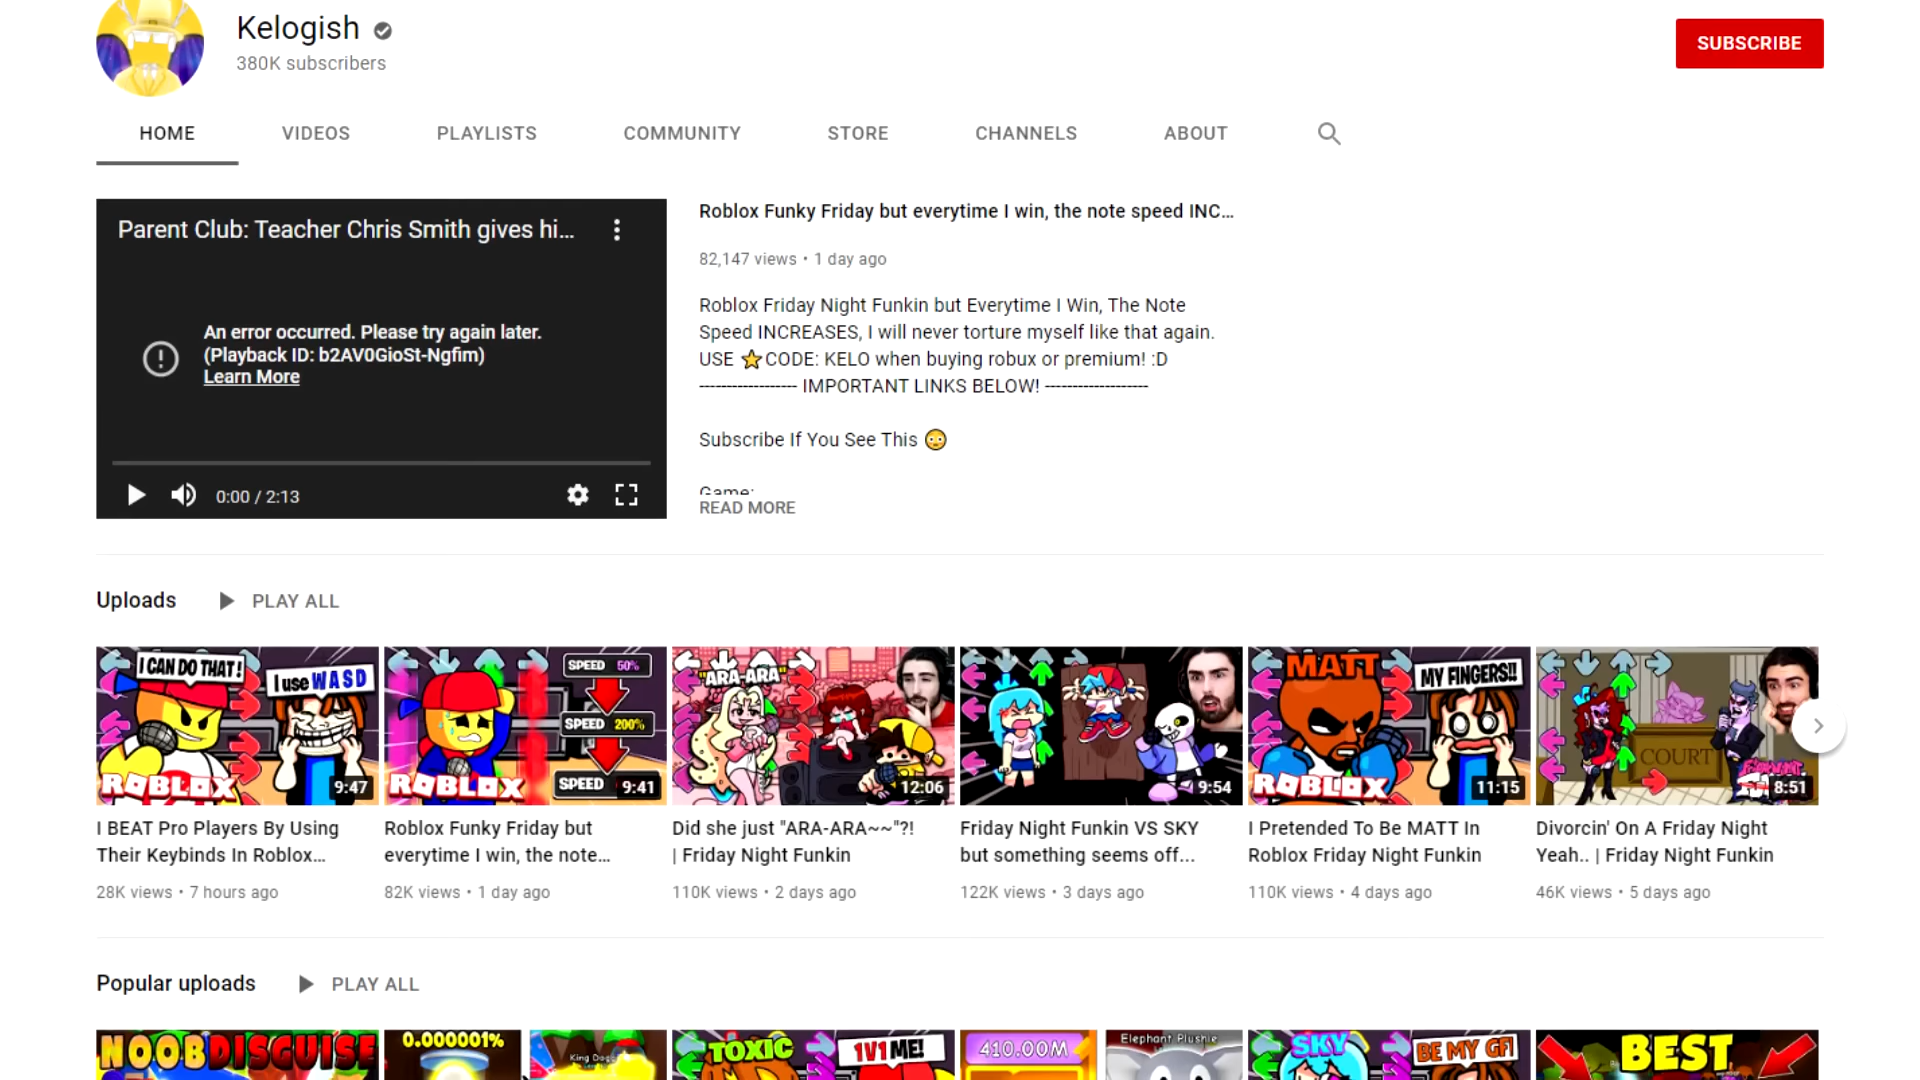 Kelogish
380K subscribers
SUBSCRIBE
HOME VIDEOS PLAYLISTS COMMUNITY STORE CHANNELS ABOUT
Parent Club: Teacher Chris Smith gives hi...
An error occurred. Please try again later.
(Playback ID: b2AV0GioSt-Ngfim)
Learn More
0:00 / 2:13
Roblox Funky Friday but everytime I win, the note speed INC...
82,147 views • 1 day ago
Roblox Friday Night Funkin but Everytime I Win, The Note
Speed INCREASES, I will never torture myself like that again.
USE ⭐CODE: KELO when buying robux or premium! :D
------------------ IMPORTANT LINKS BELOW! -------------------
Subscribe If You See This 😳
Game:
READ MORE
Uploads PLAY ALL
I CAN DO THAT!
I use WASD
ROBLOX
9:47
SPEED 50%
SPEED 200%
SPEED
ROBLOX
9:41
"ARA-ARA"
12:06
9:54
MATT
MY FINGERS!!
ROBLOX
11:15
COURT
8:51
I BEAT Pro Players By Using
Their Keybinds In Roblox...
28K views • 7 hours ago
Roblox Funky Friday but
everytime I win, the note...
82K views • 1 day ago
Did she just "ARA-ARA~~"?!
| Friday Night Funkin
110K views • 2 days ago
Friday Night Funkin VS SKY
but something seems off...
122K views • 3 days ago
I Pretended To Be MATT In
Roblox Friday Night Funkin
110K views • 4 days ago
Divorcin' On A Friday Night
Yeah.. | Friday Night Funkin
46K views • 5 days ago
Popular uploads PLAY ALL
NOOB DISGUISE
0.000001%
TOXIC
1V1 ME!
410.00M
Elephant Plushie
SKY
BE MY GF!
BEST